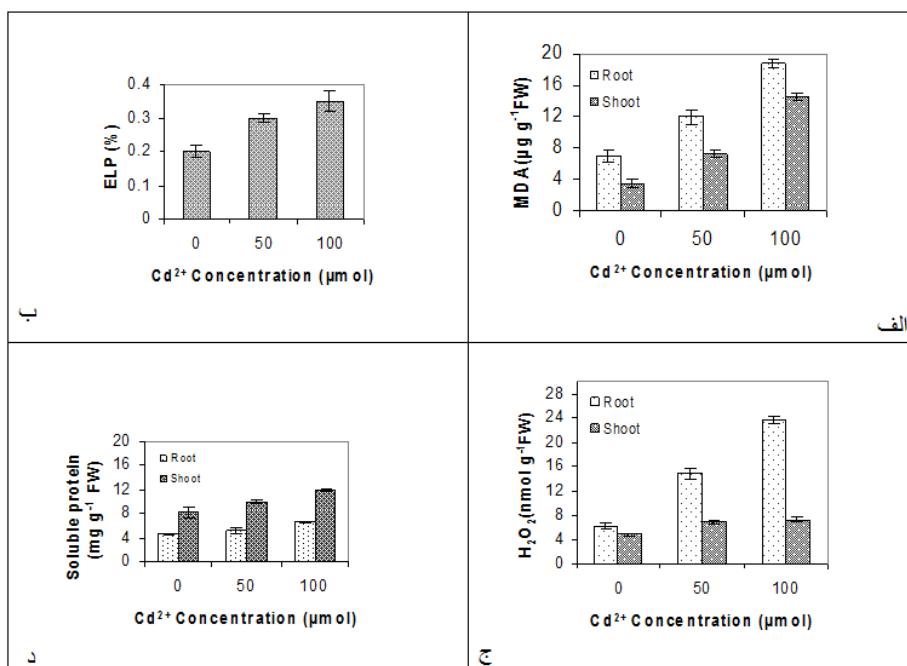 20
16
12
8
4
0
MDA(µg g⁻¹FW)
Root
Shoot
0 50 100
Cd²⁺ Concentration (µmol)
الف
0.4
0.3
0.2
0.1
0
ELP (%)
0 50 100
Cd²⁺ Concentration (µmol)
ب
28
24
20
16
12
8
4
0
H₂O₂(nmol g⁻¹FW)
Root
Shoot
0 50 100
Cd²⁺ Concentration (µmol)
ج
20
16
12
8
4
0
Soluble protein
(mg g⁻¹ FW)
Root
Shoot
0 50 100
Cd²⁺ Concentration (µmol)
د